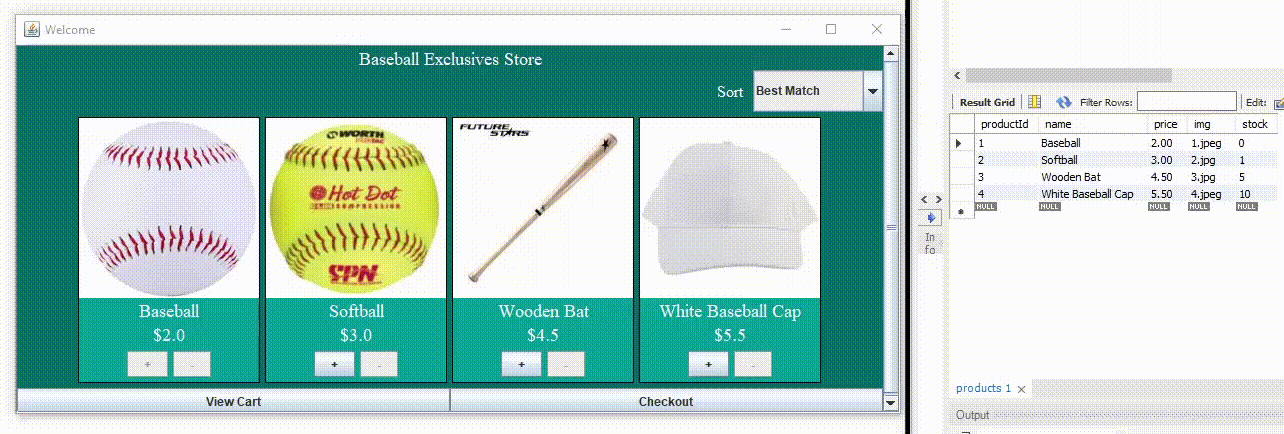 Welcome
Baseball Exclusives Store
Sort Best Match
WORTH
FUTURE STARS
Hot Dot
COMPRESSION
SPN
Baseball Softball Wooden Bat White Baseball Cap
$2.0 $3.0 $4.5 $5.5
+ - + - + - + -
View Cart Checkout
In
fo
Result Grid Filter Rows: Edit:
productId name price img stock
1 Baseball 2.00 1.jpeg 0
2 Softball 3.00 2.jpg 1
3 Wooden Bat 4.50 3.jpg 5
4 White Baseball Cap 5.50 4.jpeg 10
NULL NULL NULL NULL NULL
products 1 ×
Output